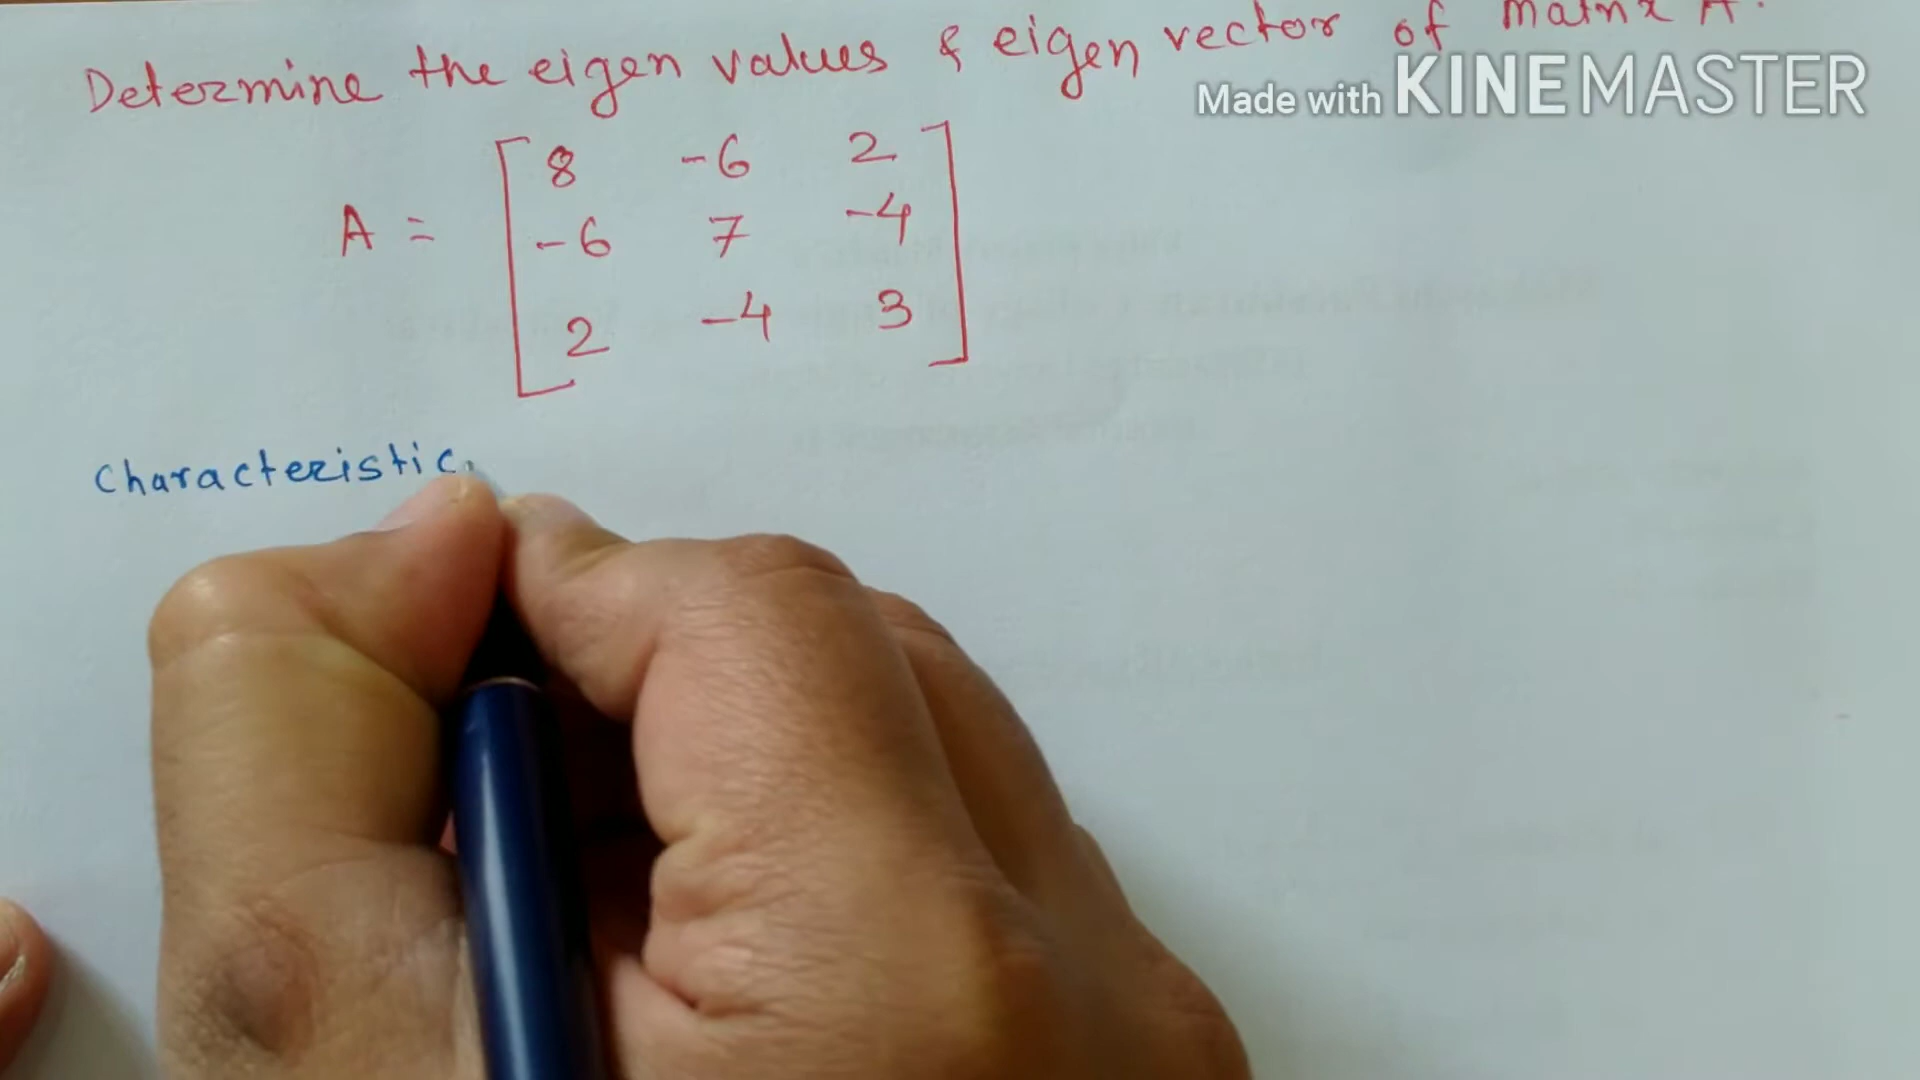 Determine the eigen values & eigen vector of matrix A.
Made with KINEMASTER
8 -6 2
A = -6 7 -4
2 -4 3
Characteristic